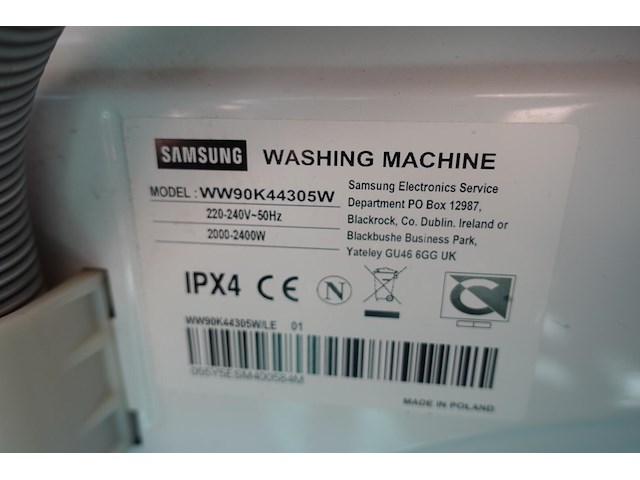 SAMSUNG WASHING MACHINE
MODEL : WW90K44305W
220-240V~50Hz
2000-2400W
Samsung Electronics Service
Department PO Box 12987,
Blackrock, Co. Dublin. Ireland or
Blackbushe Business Park,
Yateley GU46 6GG UK
IPX4 CE N
WW90K44305W/LE 01
MADE IN POLAND